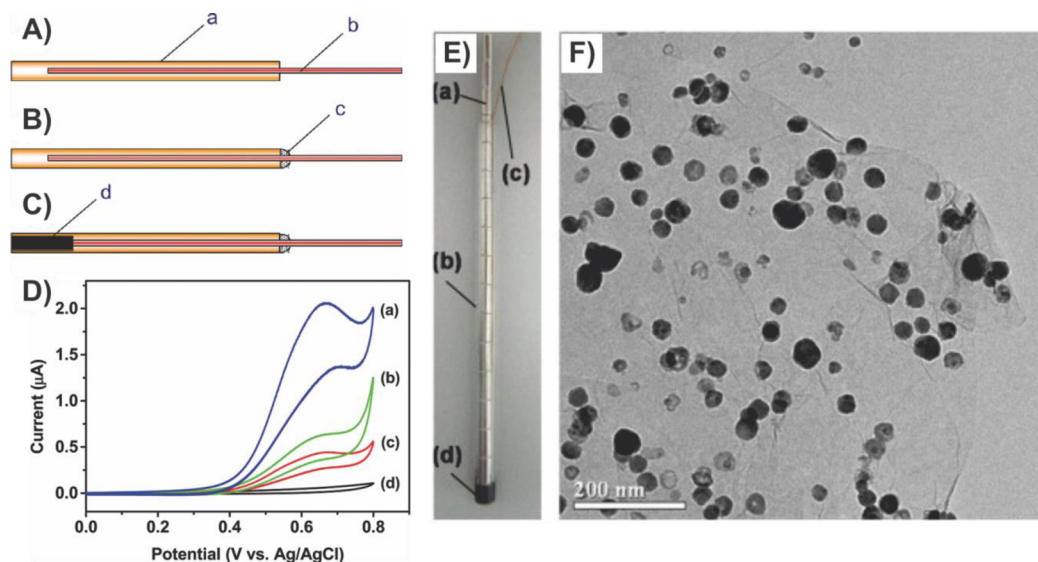 A)
a
b
B)
c
C)
d
D)
Current (µA)
2.0
1.5
1.0
0.5
0.0
(a)
(b)
(c)
(d)
0.0 0.2 0.4 0.6 0.8
Potential (V vs. Ag/AgCl)
E)
(a)
(c)
(b)
(d)
F)
200 nm